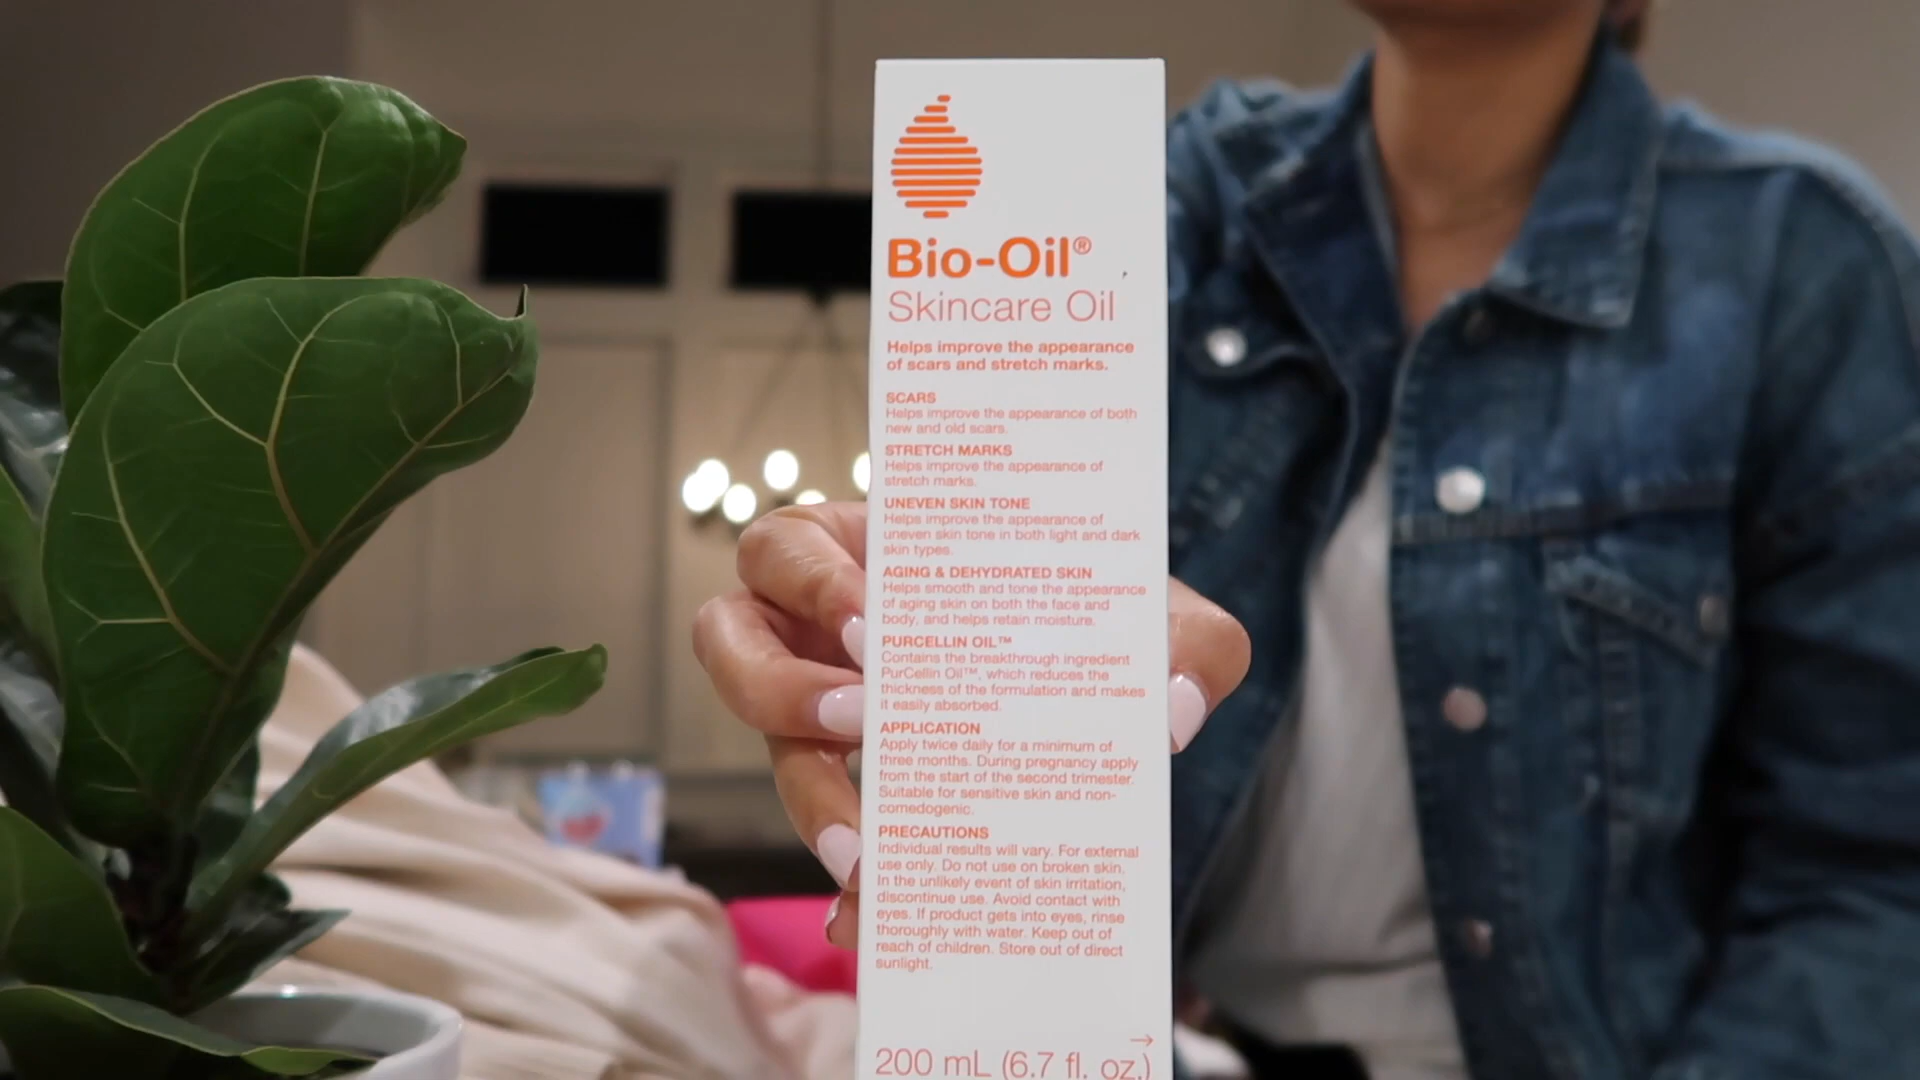 Bio-Oil®
Skincare Oil
Helps improve the appearance
of scars and stretch marks.
SCARS
Helps improve the appearance of both
new and old scars.
STRETCH MARKS
Helps improve the appearance of
stretch marks.
UNEVEN SKIN TONE
Helps improve the appearance of
uneven skin tone in both light and dark
skin types.
AGING & DEHYDRATED SKIN
Helps smooth and tone the appearance
of aging skin on both the face and
body, and helps retain moisture.
PURCELLIN OIL™
Contains the breakthrough ingredient
PurCellin Oil™, which reduces the
thickness of the formulation and makes
it easily absorbed.
APPLICATION
Apply twice daily for a minimum of
three months. During pregnancy apply
from the start of the second trimester.
Suitable for sensitive skin and non-
comedogenic.
PRECAUTIONS
Individual results will vary. For external
use only. Do not use on broken skin.
In the unlikely event of skin irritation,
discontinue use. Avoid contact with
eyes. If product gets into eyes, rinse
thoroughly with water. Keep out of
reach of children. Store out of direct
sunlight.
200 mL (6.7 fl. oz.)